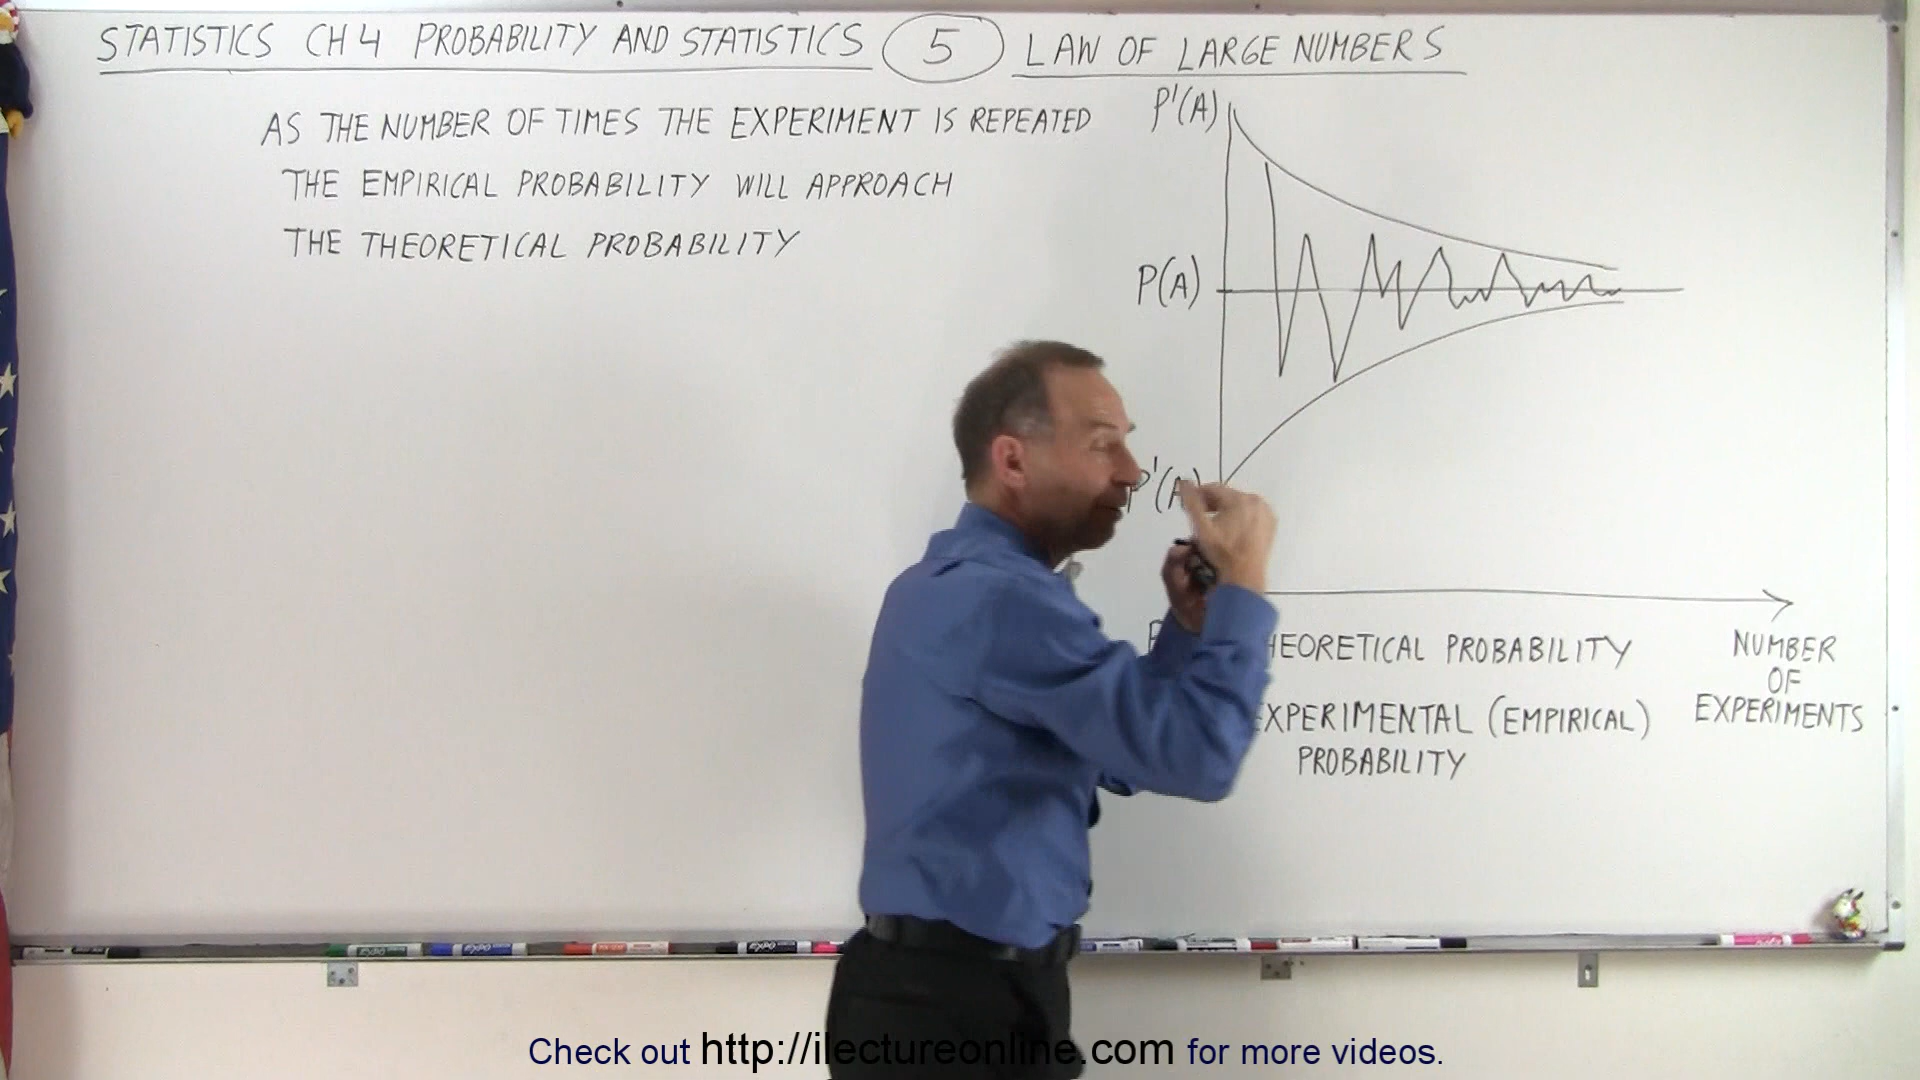 STATISTICS CH 4 PROBABILITY AND STATISTICS 5 LAW OF LARGE NUMBERS
AS THE NUMBER OF TIMES THE EXPERIMENT IS REPEATED
THE EMPIRICAL PROBABILITY WILL APPROACH
THE THEORETICAL PROBABILITY
P'(A)
P(A)
P'(A)
HEORETICAL PROBABILITY
EXPERIMENTAL (EMPIRICAL)
PROBABILITY
NUMBER
OF
EXPERIMENTS
Check out http://ilectureonline.com for more videos.